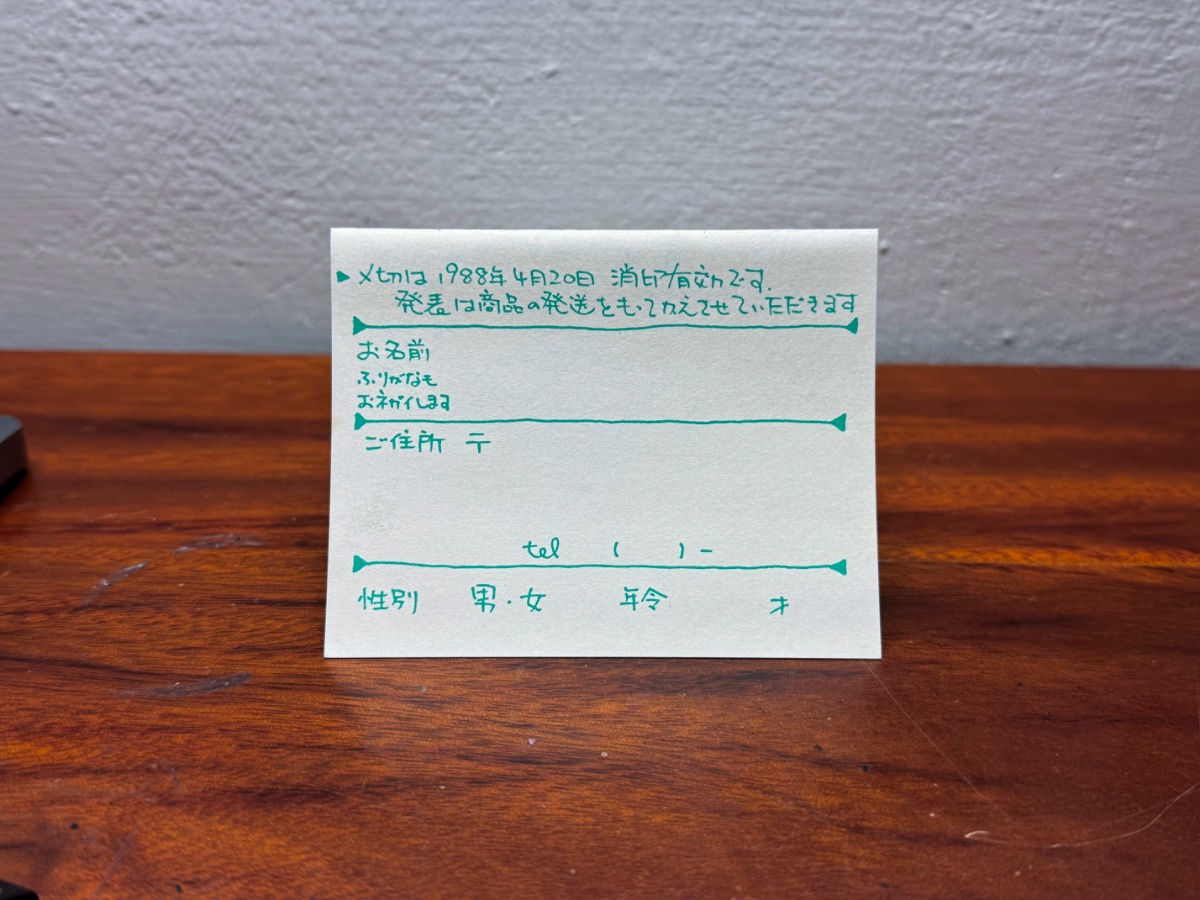 ▶〆切は1988年4月20日 消印有効です.
発表は商品の発送をもってかえさせていただきます
お名前
ふりがなも
おネガイします
ご住所 〒
tel ( ) -
性別 男・女 年令 才